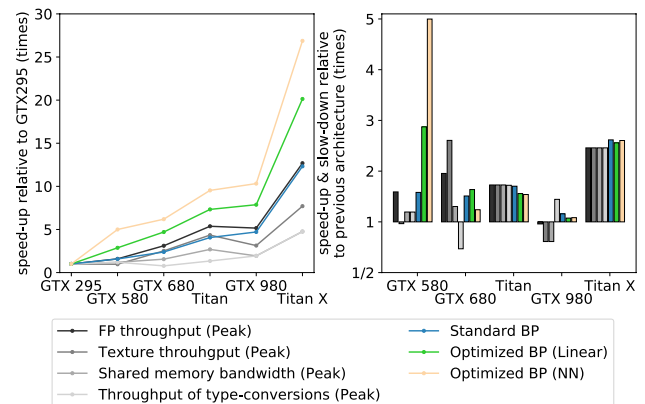 speed-up relative to GTX295 (times)
30
25
20
15
10
5
0
GTX 295
GTX 580
GTX 680
Titan
GTX 980
Titan X
speed-up & slow-down relative
to previous architecture (times)
5
4
3
2
1
1/2
GTX 580
GTX 680
Titan
GTX 980
Titan X
FP throughput (Peak)
Texture throuhgput (Peak)
Shared memory bandwidth (Peak)
Throughput of type-conversions (Peak)
Standard BP
Optimized BP (Linear)
Optimized BP (NN)